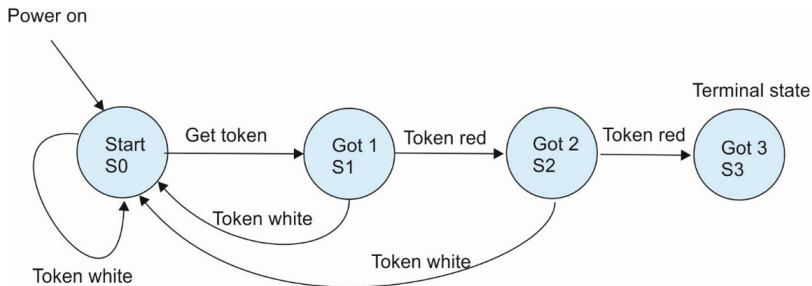 Power on
Terminal state
Start
S0
Get token
Got 1
S1
Token red
Got 2
S2
Token red
Got 3
S3
Token white
Token white
Token white